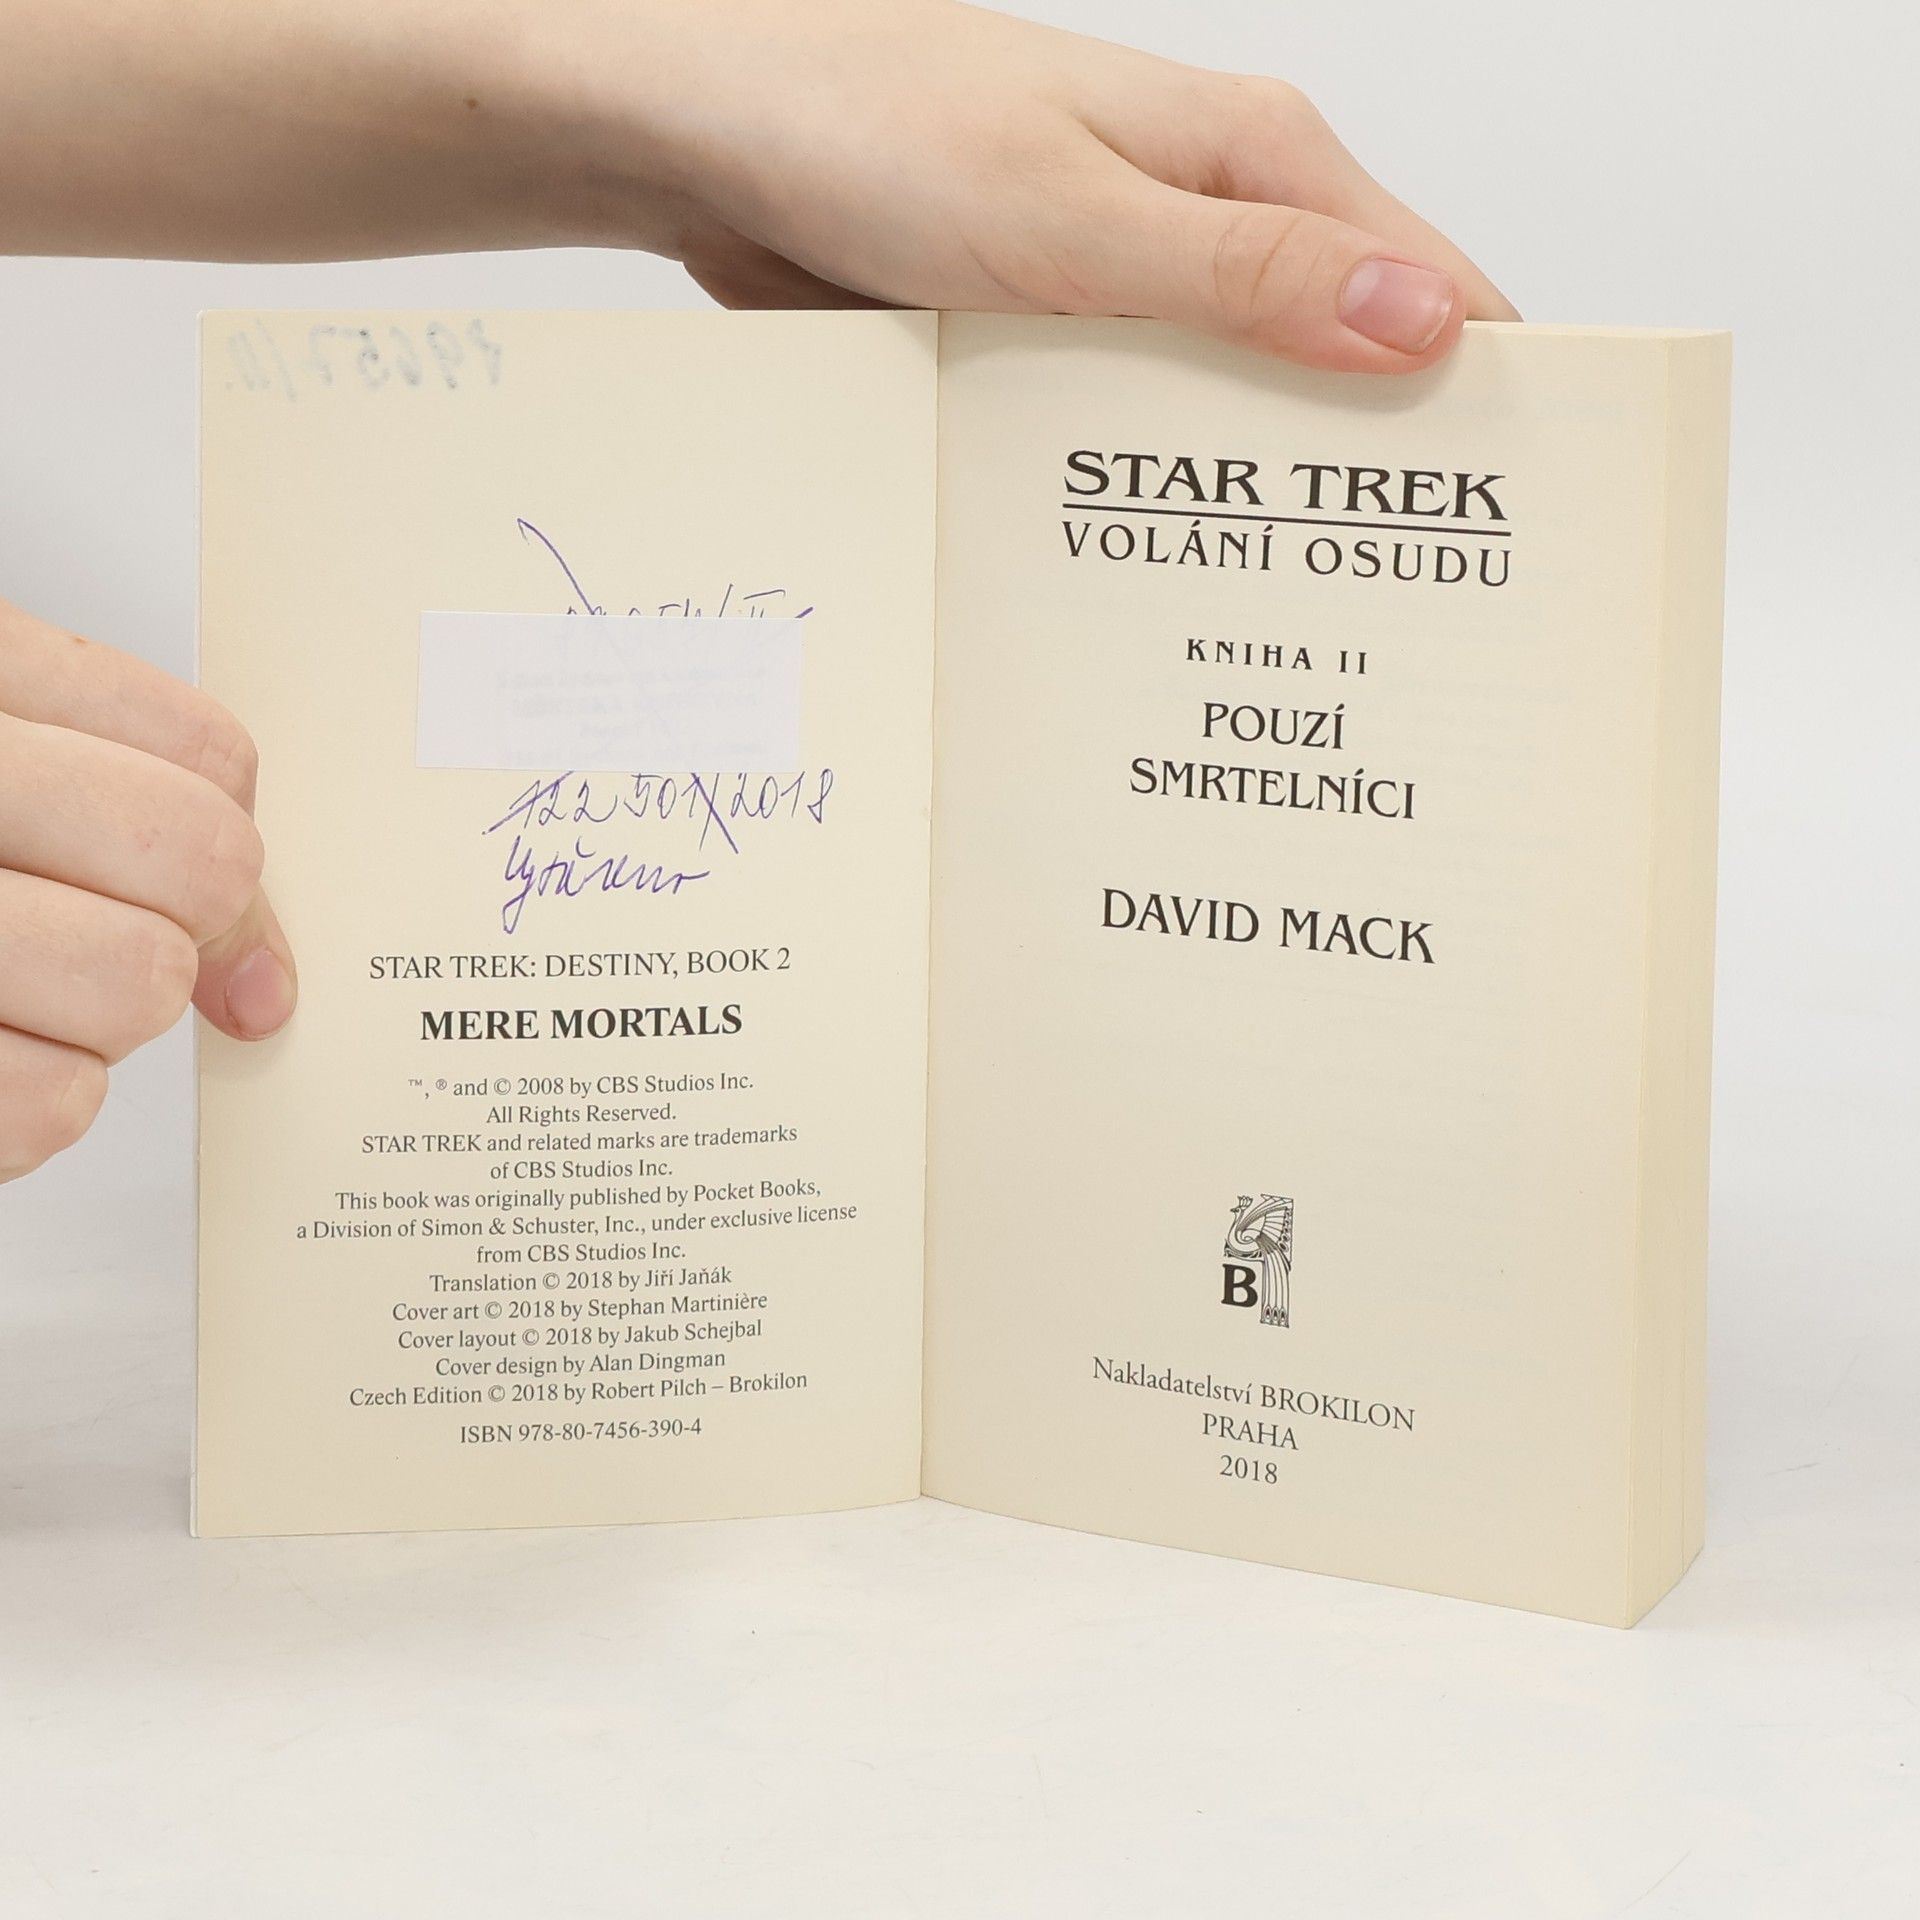 122 501/2018
Vyřazeno
STAR TREK: DESTINY, BOOK 2
MERE MORTALS
™, ® and © 2008 by CBS Studios Inc.
All Rights Reserved.
STAR TREK and related marks are trademarks
of CBS Studios Inc.
This book was originally published by Pocket Books,
a Division of Simon & Schuster, Inc., under exclusive license
from CBS Studios Inc.
Translation © 2018 by Jiří Jaňák
Cover art © 2018 by Stephan Martinière
Cover layout © 2018 by Jakub Schejbal
Cover design by Alan Dingman
Czech Edition © 2018 by Robert Pilch – Brokilon
ISBN 978-80-7456-390-4
STAR TREK
VOLÁNÍ OSUDU
KNIHA II
POUZÍ
SMRTELNÍCI
DAVID MACK
B
Nakladatelství BROKILON
PRAHA
2018